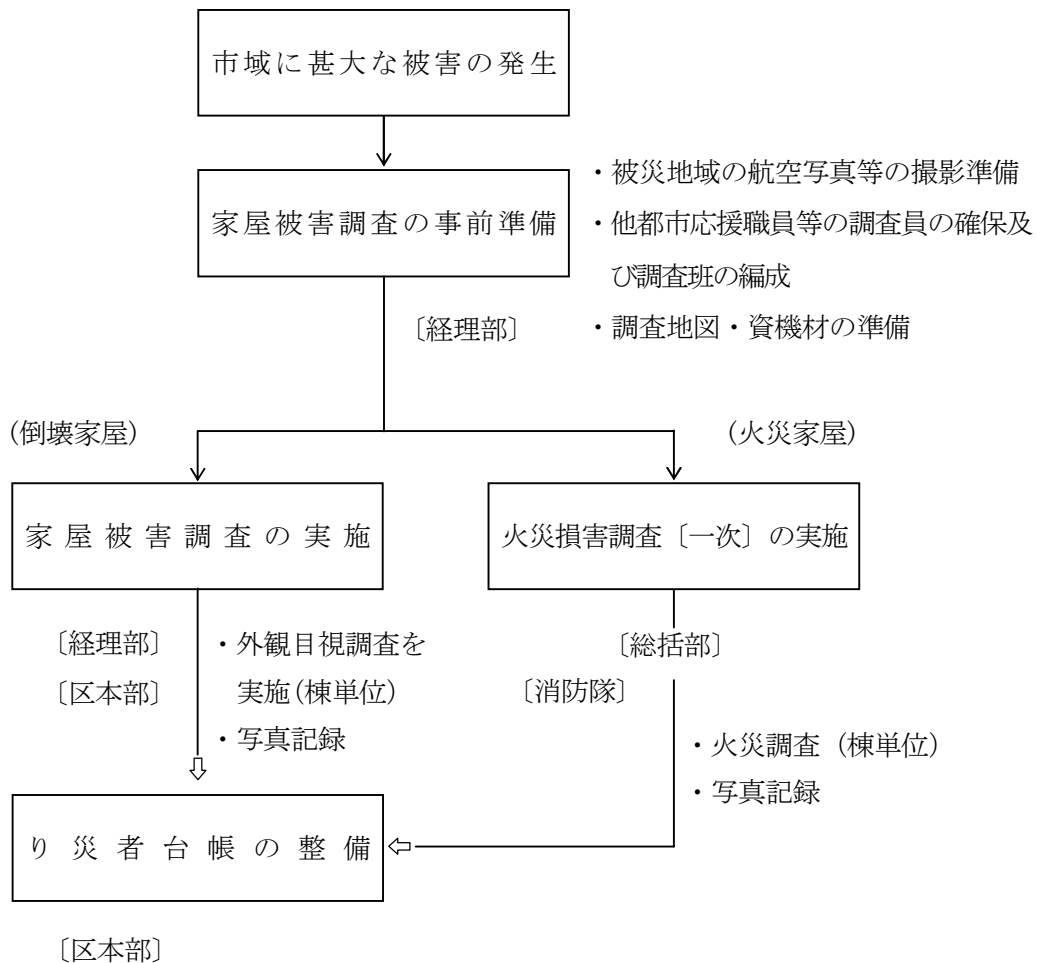 市域に甚大な被害の発生
家屋被害調査の事前準備
・被災地域の航空写真等の撮影準備
・他都市応援職員等の調査員の確保及
び調査班の編成
・調査地図・資機材の準備
〔経理部〕
(倒壊家屋)
(火災家屋)
家屋被害調査の実施
火災損害調査〔一次〕の実施
〔経理部〕
〔区本部〕
・外観目視調査を
実施(棟単位)
・写真記録
〔総括部〕
〔消防隊〕
・火災調査(棟単位)
・写真記録
り災者台帳の整備
〔区本部〕